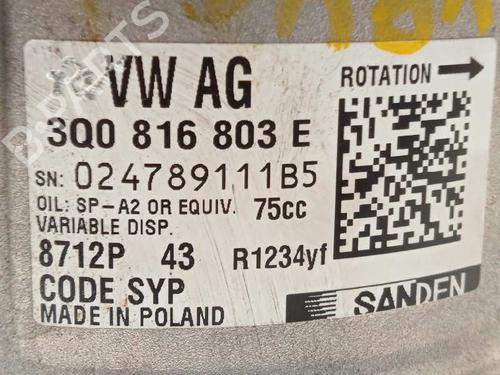 VW AG
ROTATION
3Q0 816 803 E
SN: 024789111B5
OIL: SP-A2 OR EQUIV. 75cc
VARIABLE DISP.
8712P 43 R1234yf
CODE SYP
SANDEN
MADE IN POLAND
B-PARTS